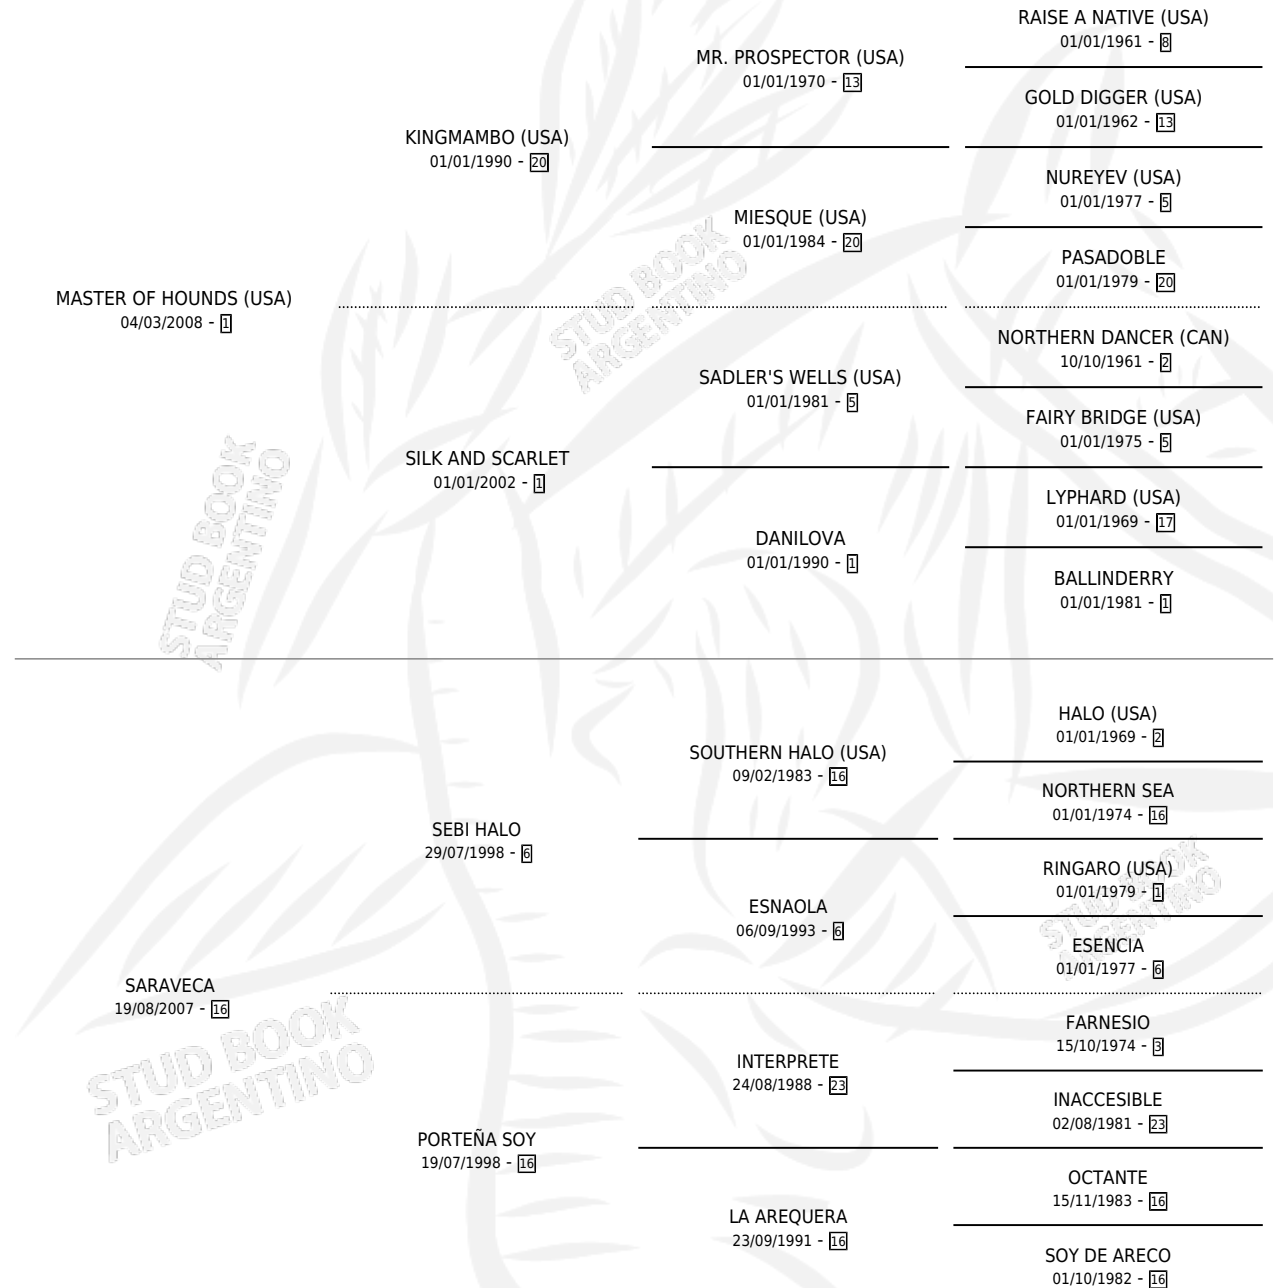 RAISE A NATIVE (USA)
01/01/1961 - 8
MR. PROSPECTOR (USA)
01/01/1970 - 13
GOLD DIGGER (USA)
01/01/1962 - 13
KINGMAMBO (USA)
01/01/1990 - 20
NUREYEV (USA)
01/01/1977 - 5
MIESQUE (USA)
01/01/1984 - 20
PASADOBLE
01/01/1979 - 20
MASTER OF HOUNDS (USA)
04/03/2008 - 1
NORTHERN DANCER (CAN)
10/10/1961 - 2
SADLER'S WELLS (USA)
01/01/1981 - 5
FAIRY BRIDGE (USA)
01/01/1975 - 5
SILK AND SCARLET
01/01/2002 - 1
LYPHARD (USA)
01/01/1969 - 17
DANILOVA
01/01/1990 - 1
BALLINDERRY
01/01/1981 - 1
HALO (USA)
01/01/1969 - 2
SOUTHERN HALO (USA)
09/02/1983 - 16
NORTHERN SEA
01/01/1974 - 16
SEBI HALO
29/07/1998 - 6
RINGARO (USA)
01/01/1979 - 1
ESNAOLA
06/09/1993 - 6
ESENCIA
01/01/1977 - 6
SARAVECA
19/08/2007 - 16
FARNESIO
15/10/1974 - 3
INTERPRETE
24/08/1988 - 23
INACCESIBLE
02/08/1981 - 23
PORTEÑA SOY
19/07/1998 - 16
OCTANTE
15/11/1983 - 16
LA AREQUERA
23/09/1991 - 16
SOY DE ARECO
01/10/1982 - 16
STUD BOOK
ARGENTINO
STUD BOOK
ARGENTINO
STUD BOOK
ARGENTINO
STUD BOOK
ARGENTINO